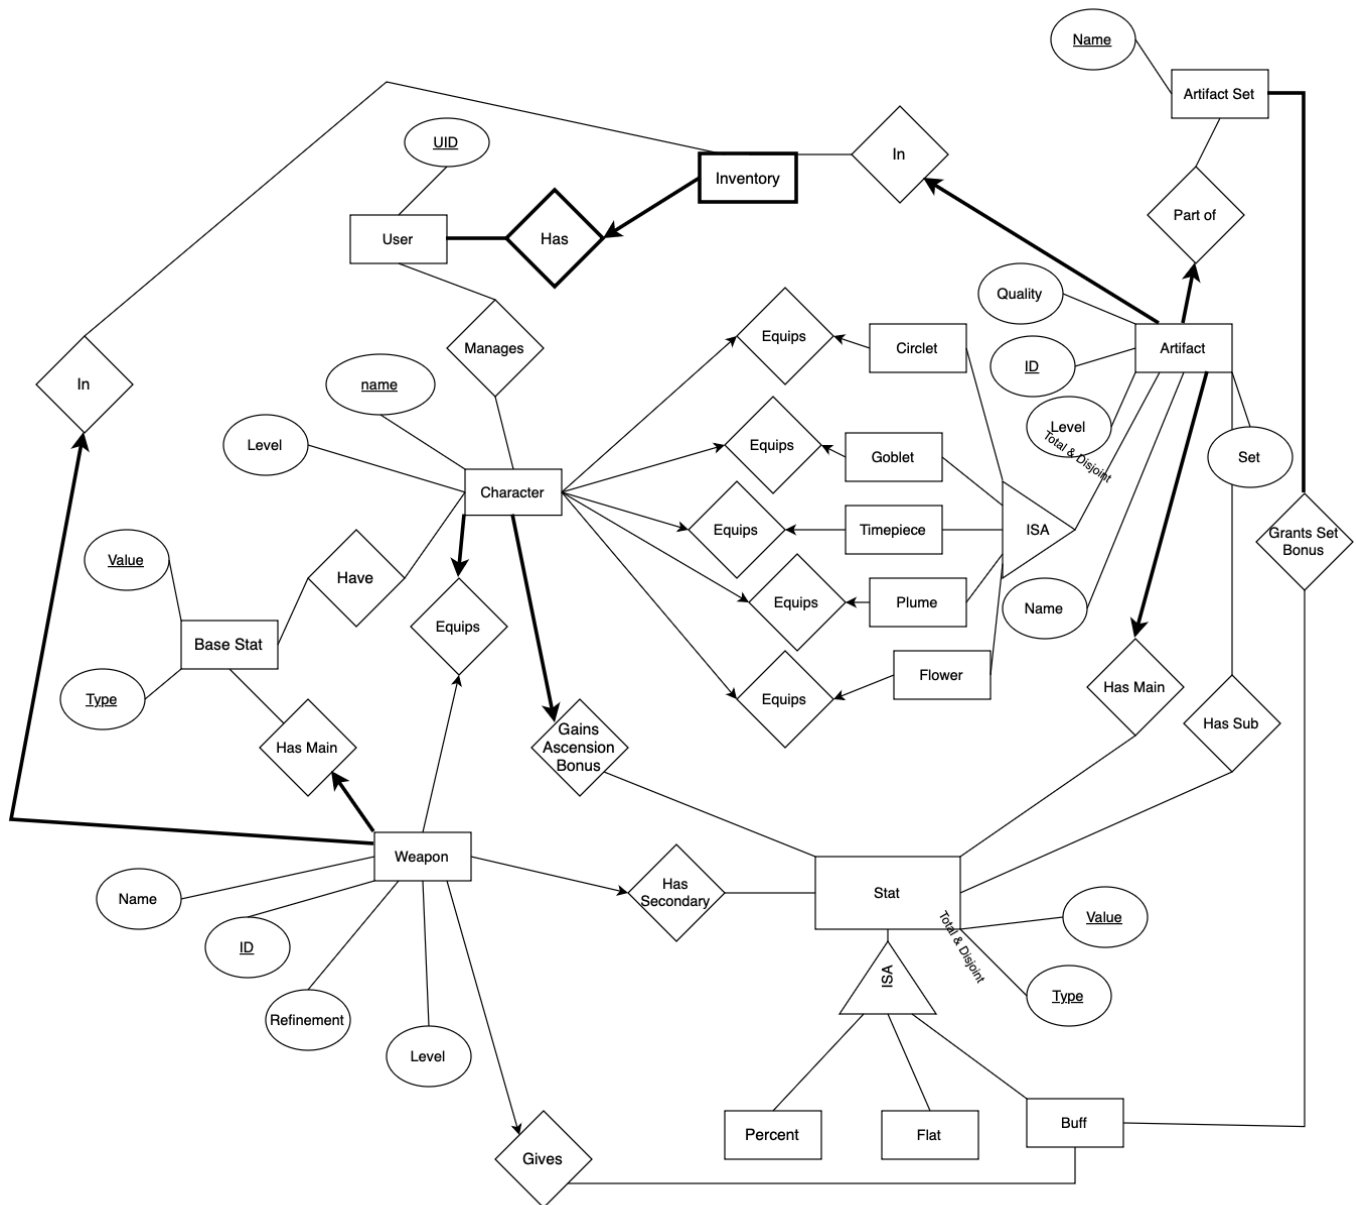 Name
Artifact Set
UID
In
Inventory
User
Has
Part of
Quality
Manages
Equips
Circlet
Artifact
In
ID
name
Level
Level
Total & Disjoint
Equips
Goblet
Set
Character
Equips
Timepiece
ISA
Grants Set
Bonus
Value
Have
Equips
Plume
Name
Equips
Base Stat
Flower
Has Main
Type
Equips
Has Sub
Has Main
Gains
Ascension
Bonus
Weapon
Has
Secondary
Stat
Name
Value
ID
Total & Disjoint
ISA
Type
Refinement
Level
Percent
Flat
Buff
Gives